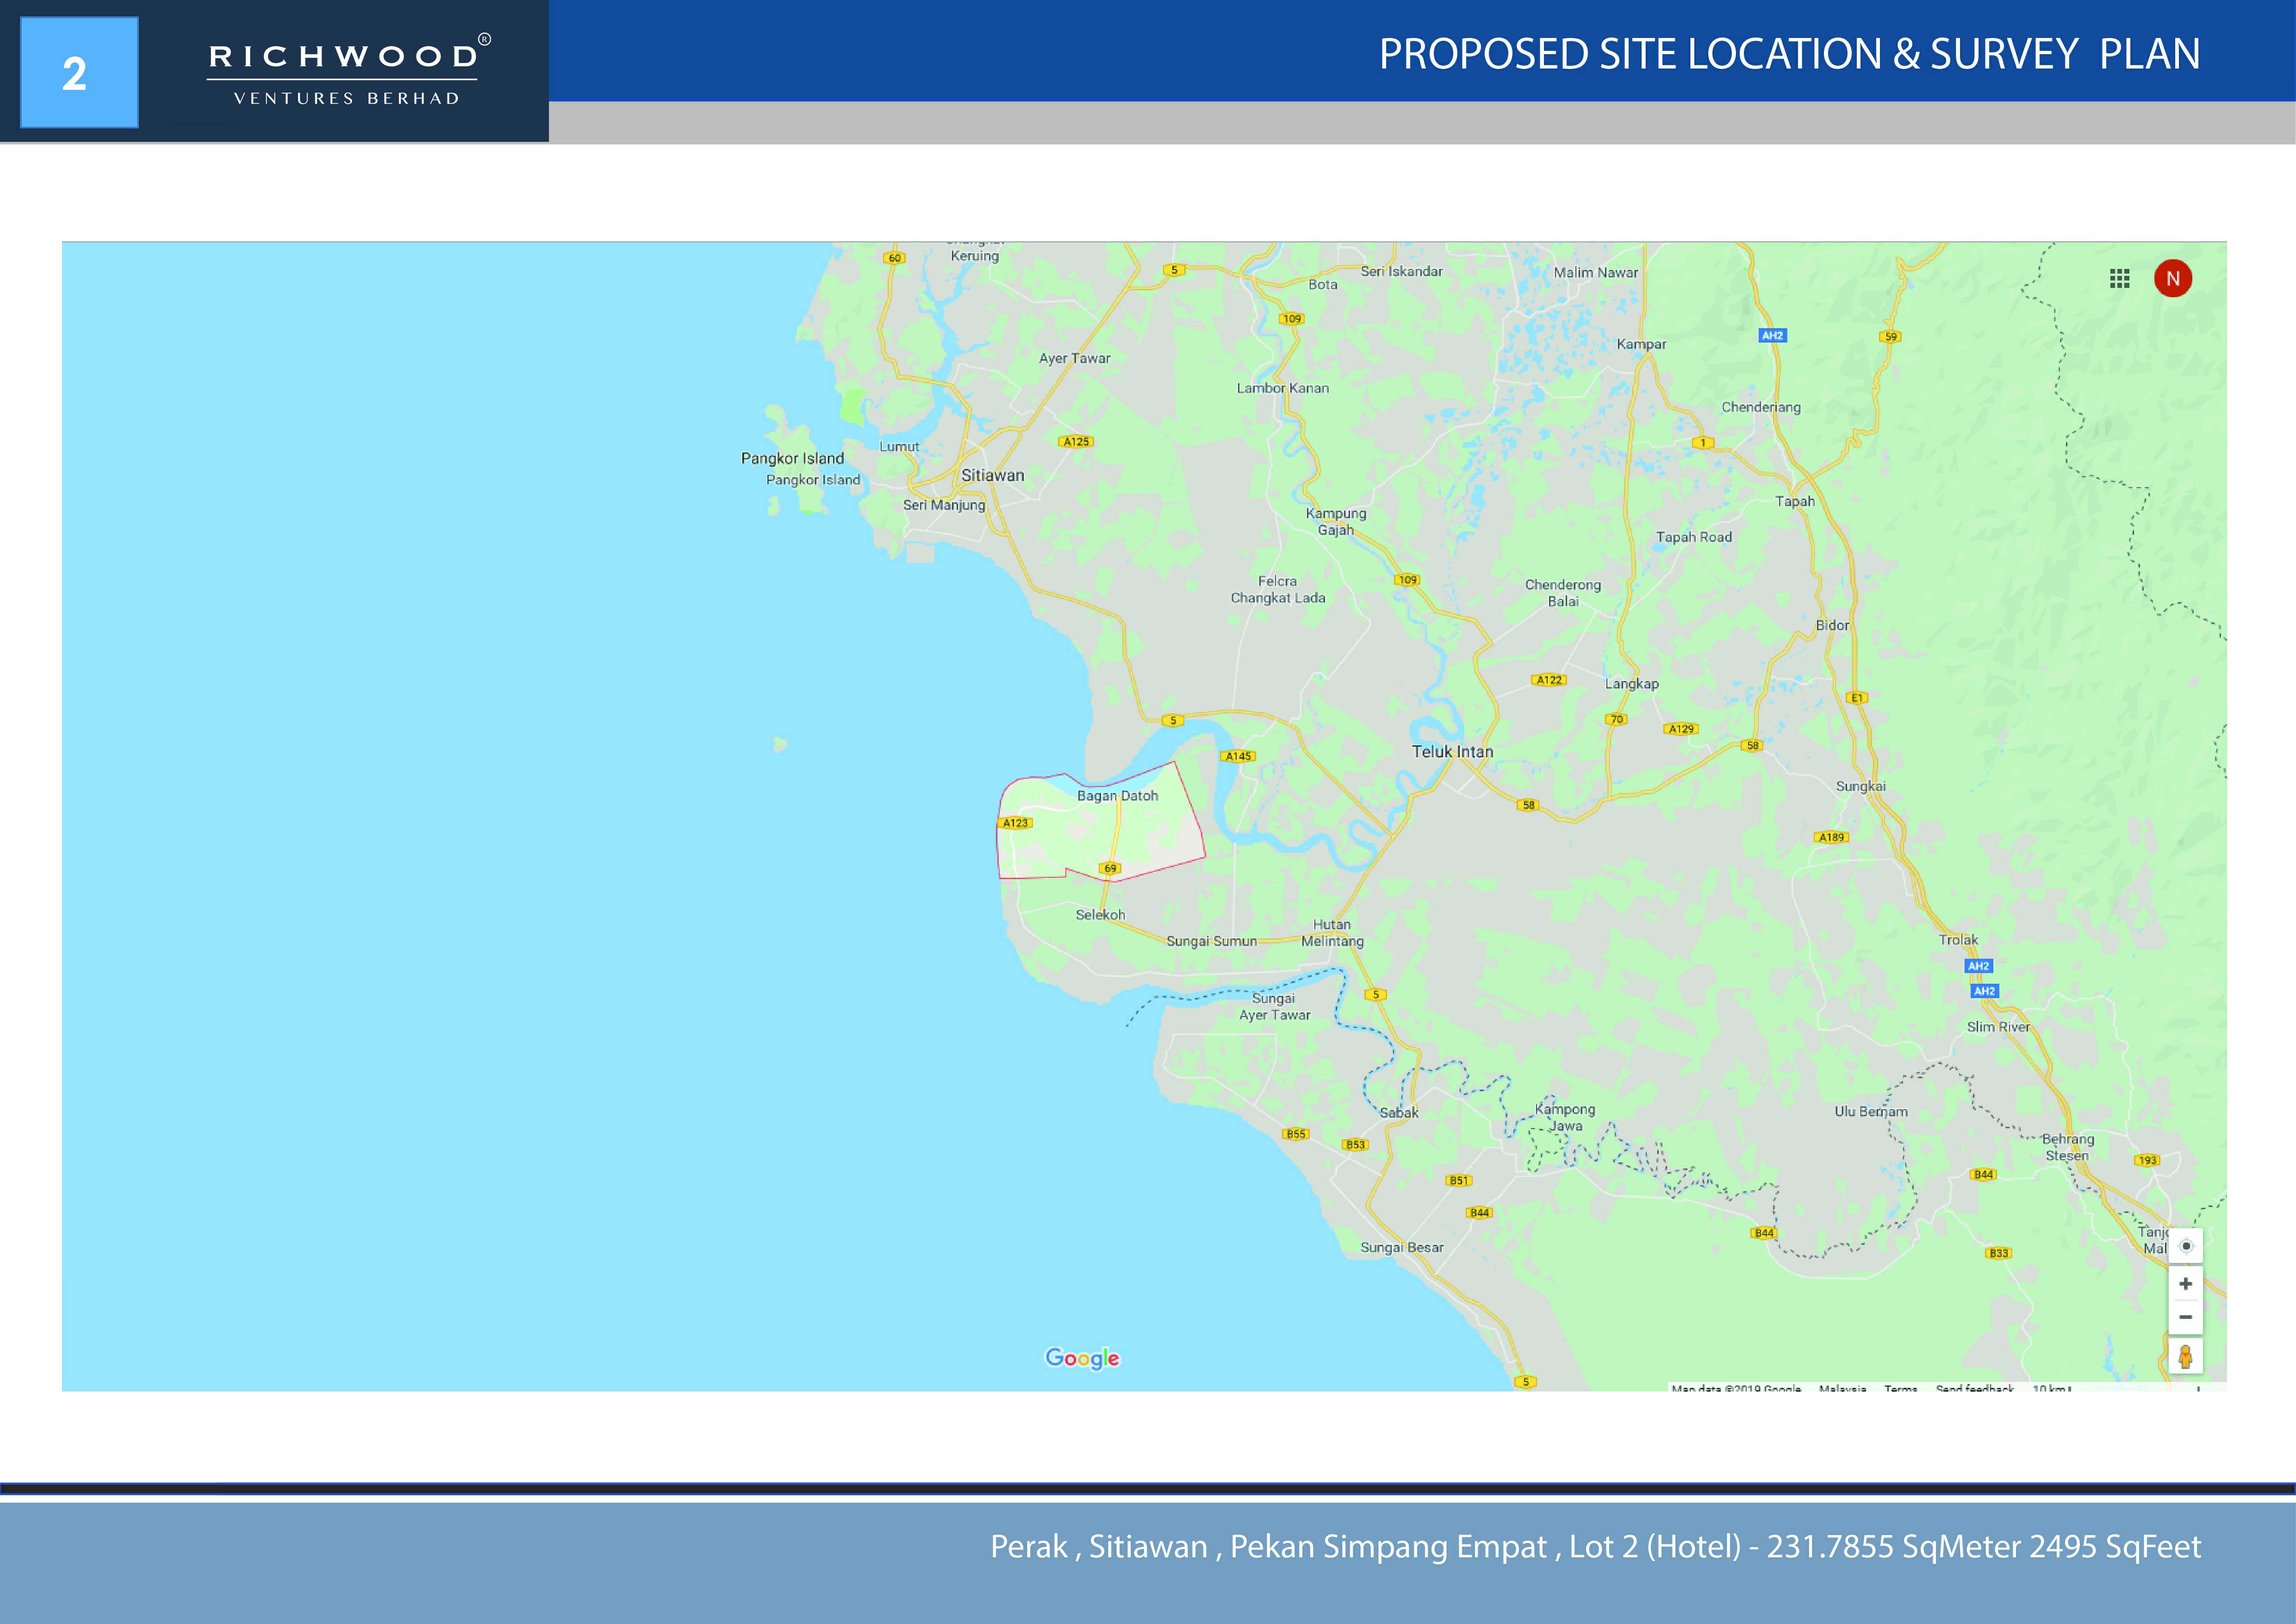 2
RICHWOOD®
VENTURES BERHAD
PROPOSED SITE LOCATION & SURVEY PLAN
Keruing
60
5
Bota
Seri Iskandar
Malim Nawar
N
109
AH2
59
Kampar
Ayer Tawar
Lambor Kanan
Chenderiang
A125
1
Lumut
Pangkor Island
Pangkor Island
Sitiawan
Seri Manjung
Tapah
Kampung
Gajah
Tapah Road
Felcra
Changkat Lada
109
Chenderong
Balai
Bidor
A122
Langkap
E1
5
70
A129
58
A145
Teluk Intan
Sungkai
Bagan Datoh
58
A123
A189
69
Selekoh
Hutan
Melintang
Sungai Sumun
Trolak
AH2
AH2
5
Sungai
Ayer Tawar
Slim River
Sabak
Kampong
Jawa
Ulu Bernam
B55
B53
Behrang
Stesen
193
B51
B44
B44
B44
Sungai Besar
B33
Tanjo
Mal
+
−
Google
5
Map data ©2019 Google Malaysia Terms Send feedback 10 km
Perak , Sitiawan , Pekan Simpang Empat , Lot 2 (Hotel) - 231.7855 SqMeter 2495 SqFeet